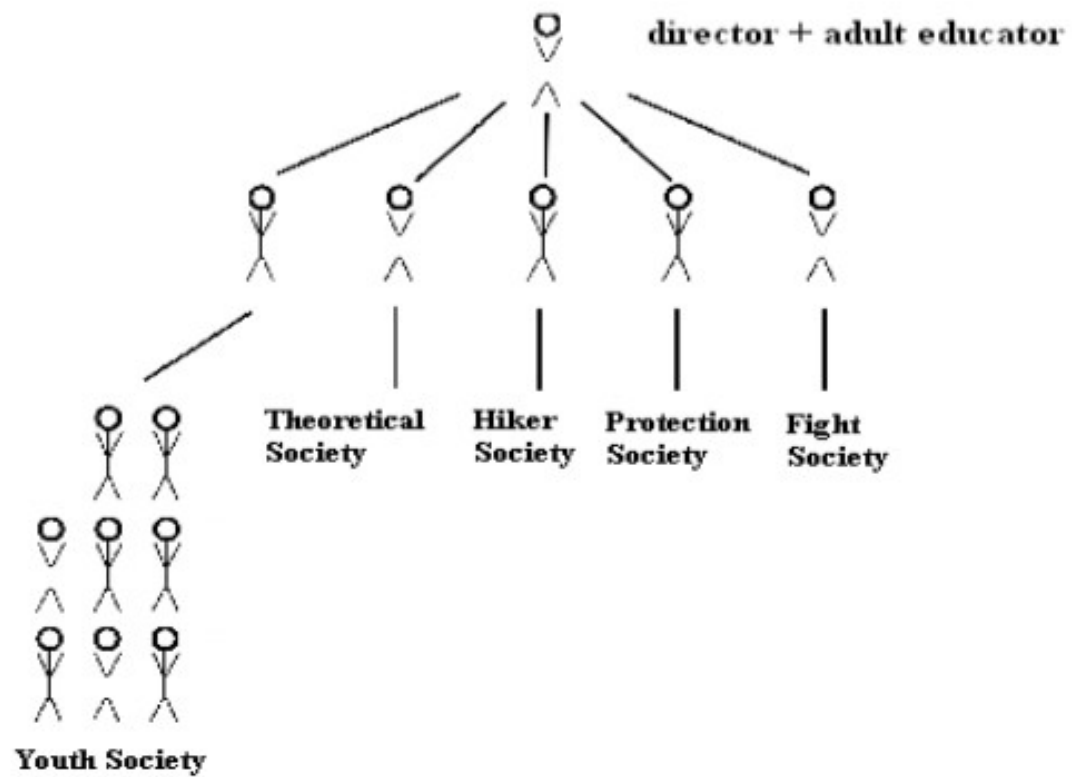 director + adult educator
Theoretical
Society
Hiker
Society
Protection
Society
Fight
Society
Youth Society